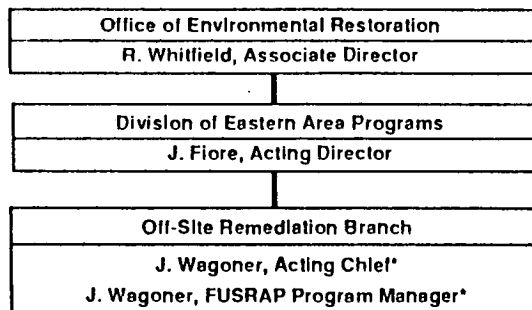 Office of Environmental Restoration
R. Whitfield, Associate Director
Division of Eastern Area Programs
J. Fiore, Acting Director
Off-Site Remediation Branch
J. Wagoner, Acting Chief*
J. Wagoner, FUSRAP Program Manager*